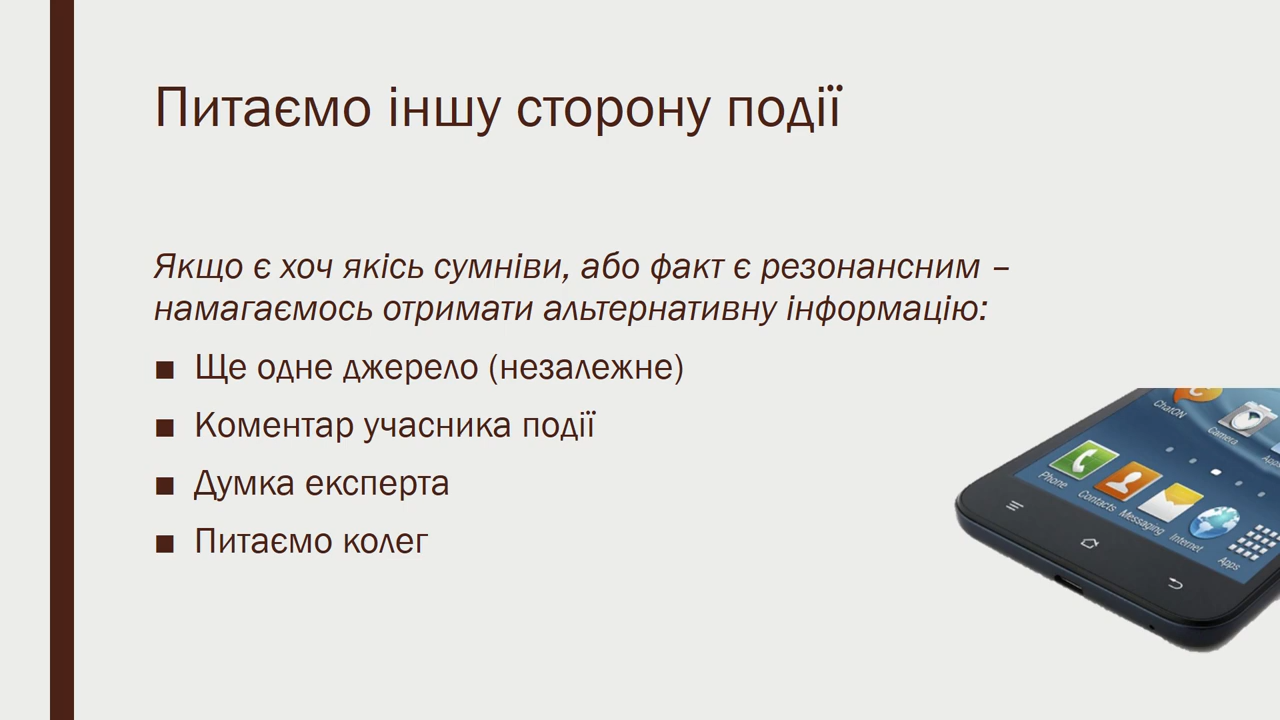 Питаємо іншу сторону події
Якщо є хоч якісь сумніви, або факт є резонансним –
намагаємось отримати альтернативну інформацію:
■ Ще одне джерело (незалежне)
■ Коментар учасника події
■ Думка експерта
■ Питаємо колег
ChatON
Camera
Phone
Contacts
Messaging
Internet
Apps